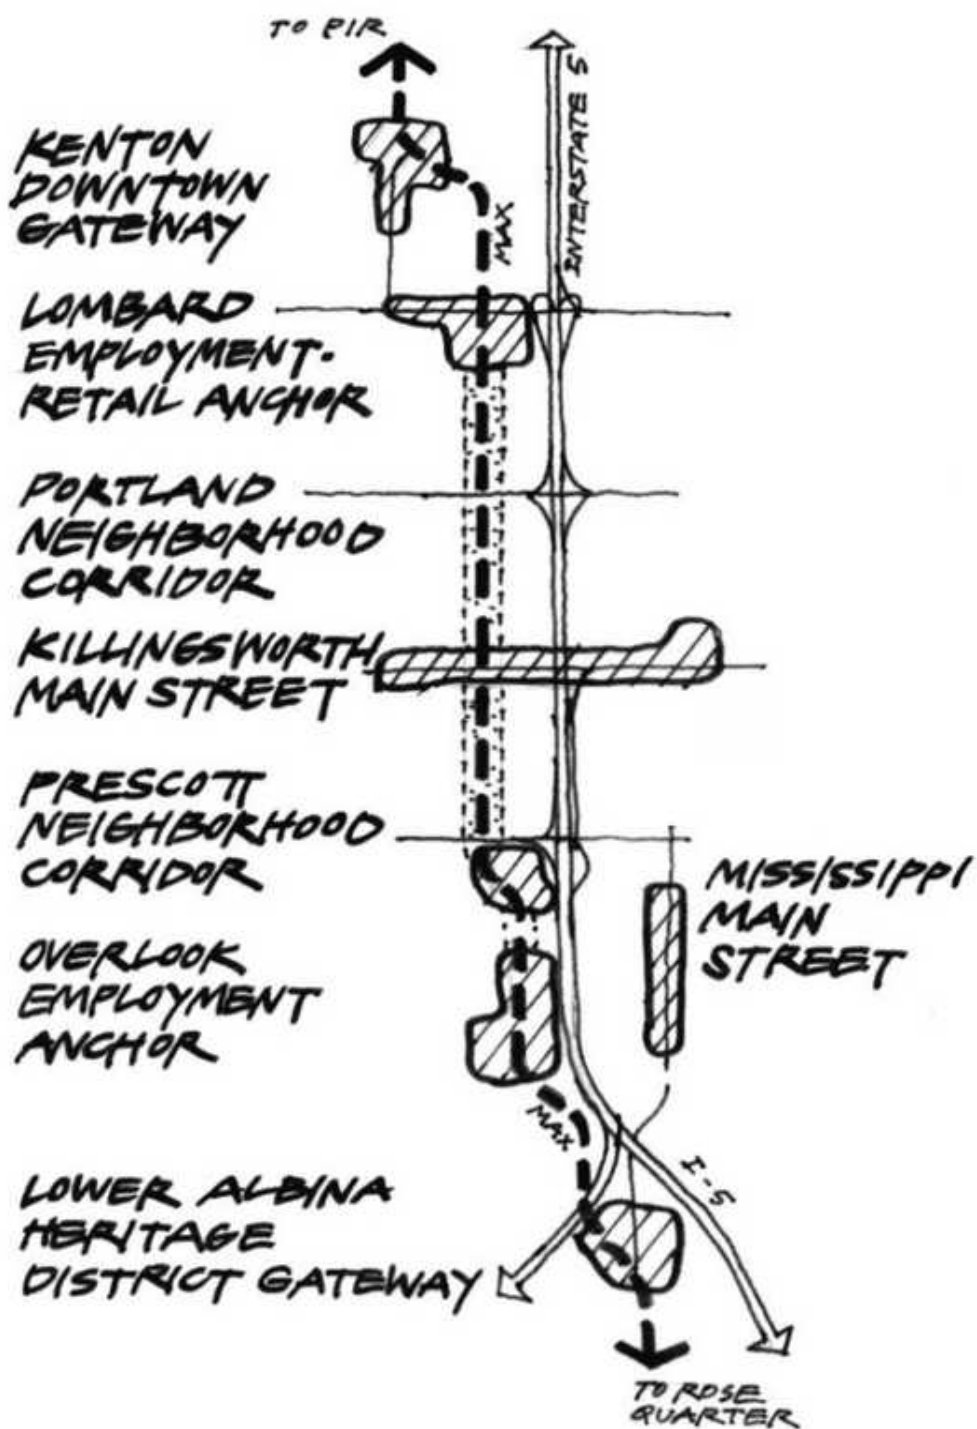 TO PIR
INTERSTATE 5
KENTON
DOWNTOWN
GATEWAY
MAX
LOMBARD
EMPLOYMENT-
RETAIL ANCHOR
PORTLAND
NEIGHBORHOOD
CORRIDOR
KILLINGSWORTH
MAIN STREET
PRESCOTT
NEIGHBORHOOD
CORRIDOR
MISSISSIPPI
MAIN
STREET
OVERLOOK
EMPLOYMENT
ANCHOR
MAX
I-5
LOWER ALBINA
HERITAGE
DISTRICT GATEWAY
TO ROSE
QUARTER